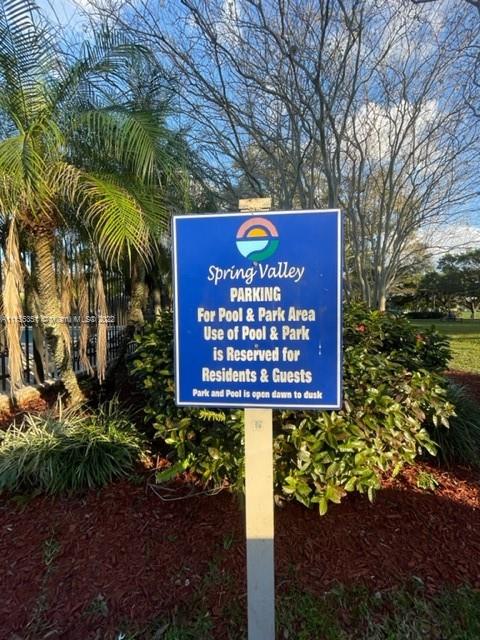 Spring Valley
PARKING
For Pool & Park Area
Use of Pool & Park
is Reserved for
Residents & Guests
Park and Pool is open dawn to dusk